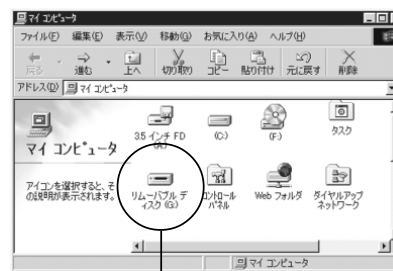 マイ コンピュータ
ファイル(F) 編集(E) 表示(V) 移動(G) お気に入り(A) ヘルプ(H)
戻る 進む 上へ 切り取り コピー 貼り付け 元に戻す 削除
アドレス(D) マイ コンピュータ
マイ コンピュータ
アイコンを選択すると、そ
の説明が表示されます。
3.5 インチ FD
(A:)
(C:)
(F:)
タスク
リムーバブル デ
ィスク (G:)
コントロール
パネル
Web フォルダ
ダイヤルアップ
ネットワーク
マイ コンピュータ